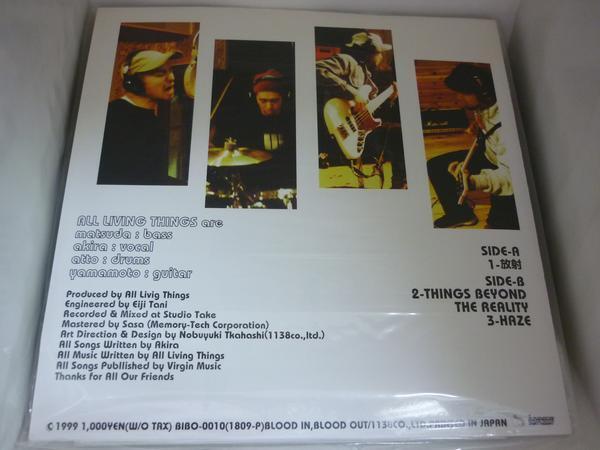 ALL LIVING THINGS are
matsuda : bass
akira : vocal
atto : drums
yamamoto : guitar
Produced by All Livig Things
Engineered by Eiji Tani
Recorded & Mixed at Studio Take
Mastered by Sasa (Memory-Tech Corporation)
Art Direction & Design by Nobuyuki Tkahashi(1138co.,ltd.)
All Songs Written by Akira
All Music Written by All Living Things
All Songs Publlished by Virgin Music
Thanks for All Our Friends
SIDE-A
1-放射
SIDE-B
2-THINGS BEYOND
THE REALITY
3-HAZE
© 1999 1,000YEN(W/O TAX) BIBO-0010(1809-P)BLOOD IN,BLOOD OUT/1138CO.,LTD.PRINTED IN JAPAN